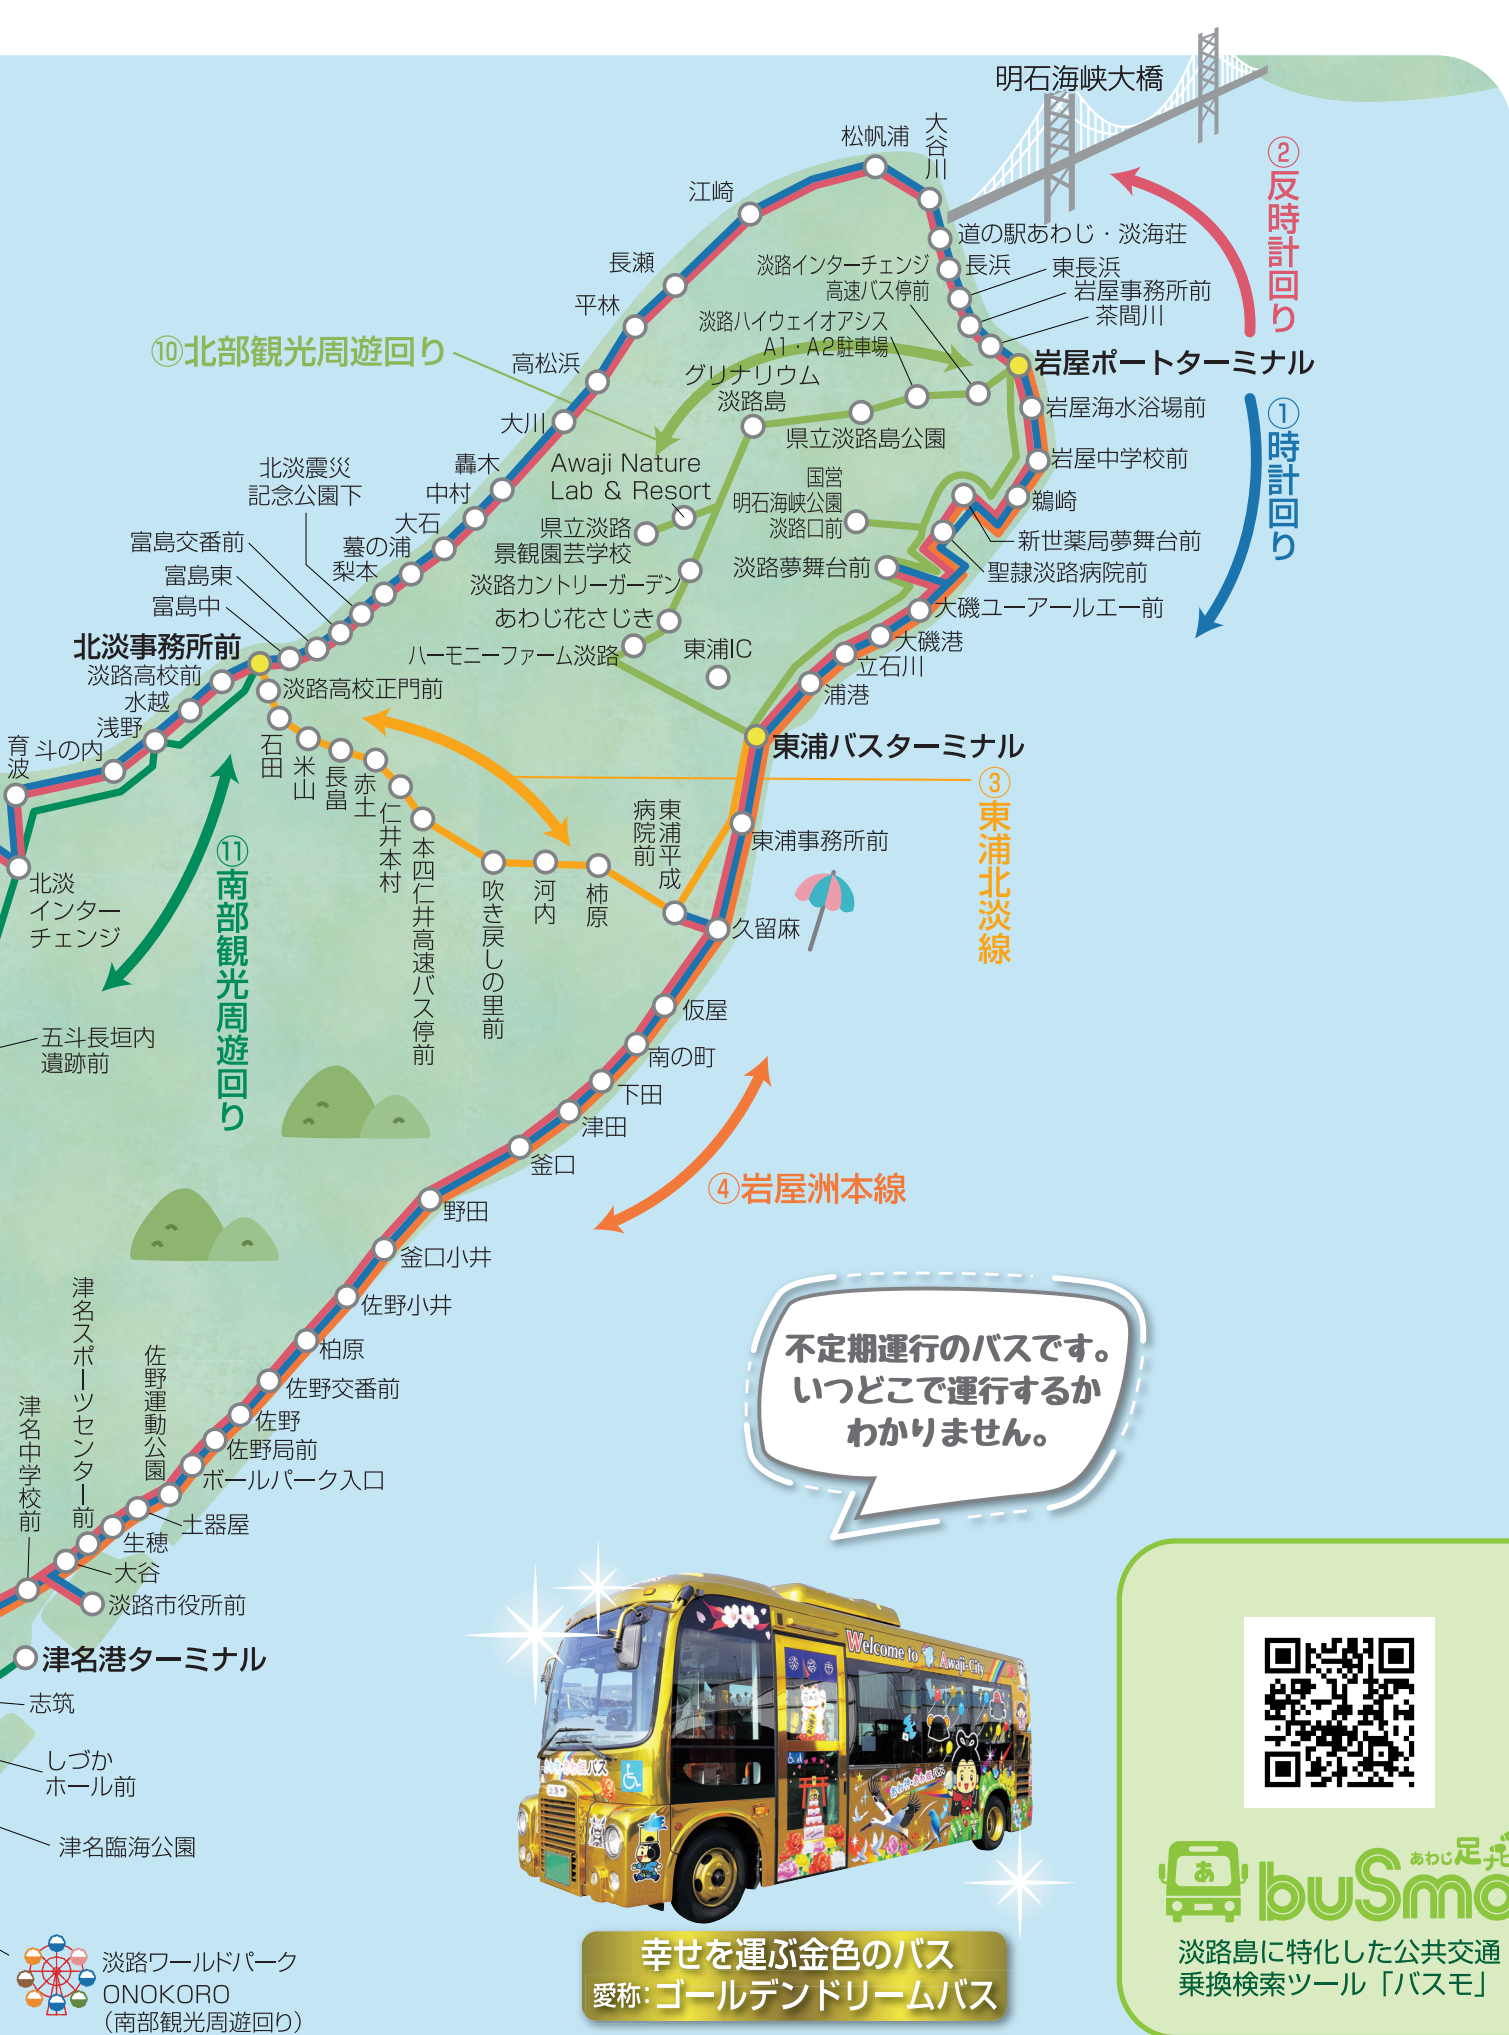 明石海峡大橋
②反時計回り
松帆浦
大谷川
江崎
道の駅あわじ・淡海荘
長瀬
淡路インターチェンジ
高速バス停前
長浜
東長浜
岩屋事務所前
茶間川
平林
淡路ハイウェイオアシス
A1・A2駐車場
⑩北部観光周遊回り
高松浜
グリナリウム
淡路島
岩屋ポートターミナル
①時計回り
大川
県立淡路島公園
岩屋海水浴場前
岩屋中学校前
北淡震災
記念公園下
轟木
中村
Awaji Nature
Lab & Resort
国営
明石海峡公園
淡路口前
鵜崎
大石
県立淡路
景観園芸学校
新世薬局夢舞台前
富島交番前
蟇の浦
淡路夢舞台前
聖隷淡路病院前
富島東
梨本
淡路カントリーガーデン
富島中
あわじ花さじき
大磯ユーアールエー前
北淡事務所前
ハーモニーファーム淡路
東浦IC
大磯港
立石川
淡路高校前
淡路高校正門前
浦港
水越
浅野
斗の内
育波
石田
米山
長畠
赤土
仁井本村
本四仁井高速バス停前
吹き戻しの里前
河内
柿原
東浦バスターミナル
③東浦北淡線
東浦平成
病院前
東浦事務所前
久留麻
⑪南部観光周遊回り
北淡
インター
チェンジ
五斗長垣内
遺跡前
仮屋
南の町
下田
津田
釜口
④岩屋洲本線
野田
釜口小井
佐野小井
柏原
佐野交番前
佐野
佐野局前
ボールパーク入口
佐野運動公園
津名スポーツセンター前
津名中学校前
土器屋
生穂
大谷
淡路市役所前
津名港ターミナル
志筑
しづか
ホール前
津名臨海公園
淡路ワールドパーク
ONOKORO
（南部観光周遊回り）
不定期運行のバスです。
いつどこで運行するか
わかりません。
Welcome to Awaji-City
幸せを運ぶ金色のバス
愛称：ゴールデンドリームバス
あ
あわじ足ナビ
buSmo
淡路島に特化した公共交通
乗換検索ツール「バスモ」